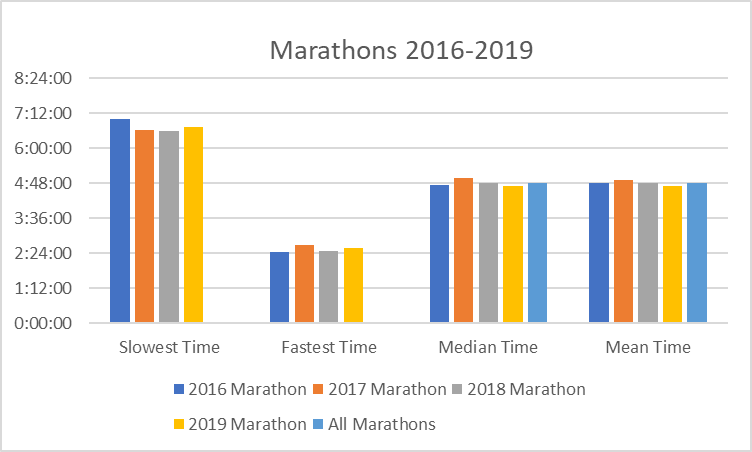 Marathons 2016-2019
8:24:00
7:12:00
6:00:00
4:48:00
3:36:00
2:24:00
1:12:00
0:00:00
Slowest Time Fastest Time Median Time Mean Time
2016 Marathon 2017 Marathon 2018 Marathon
2019 Marathon All Marathons